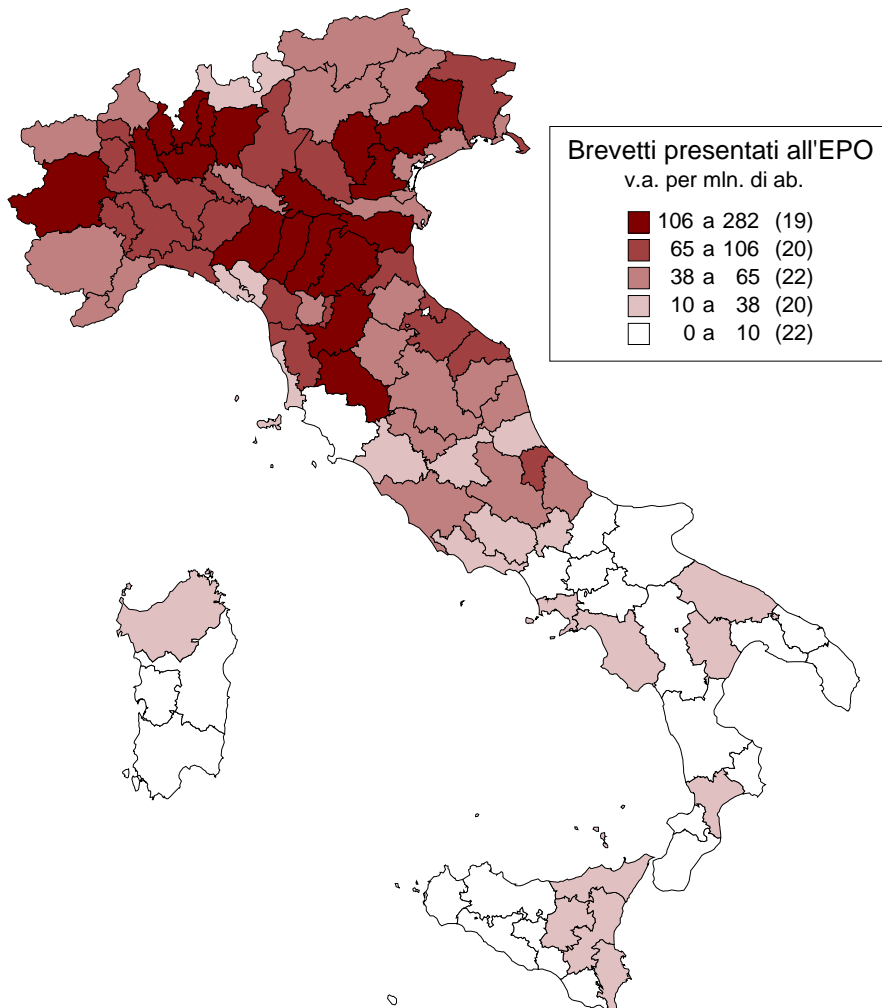 Brevetti presentati all'EPO
v.a. per mln. di ab.
106 a 282 (19)
65 a 106 (20)
38 a 65 (22)
10 a 38 (20)
0 a 10 (22)